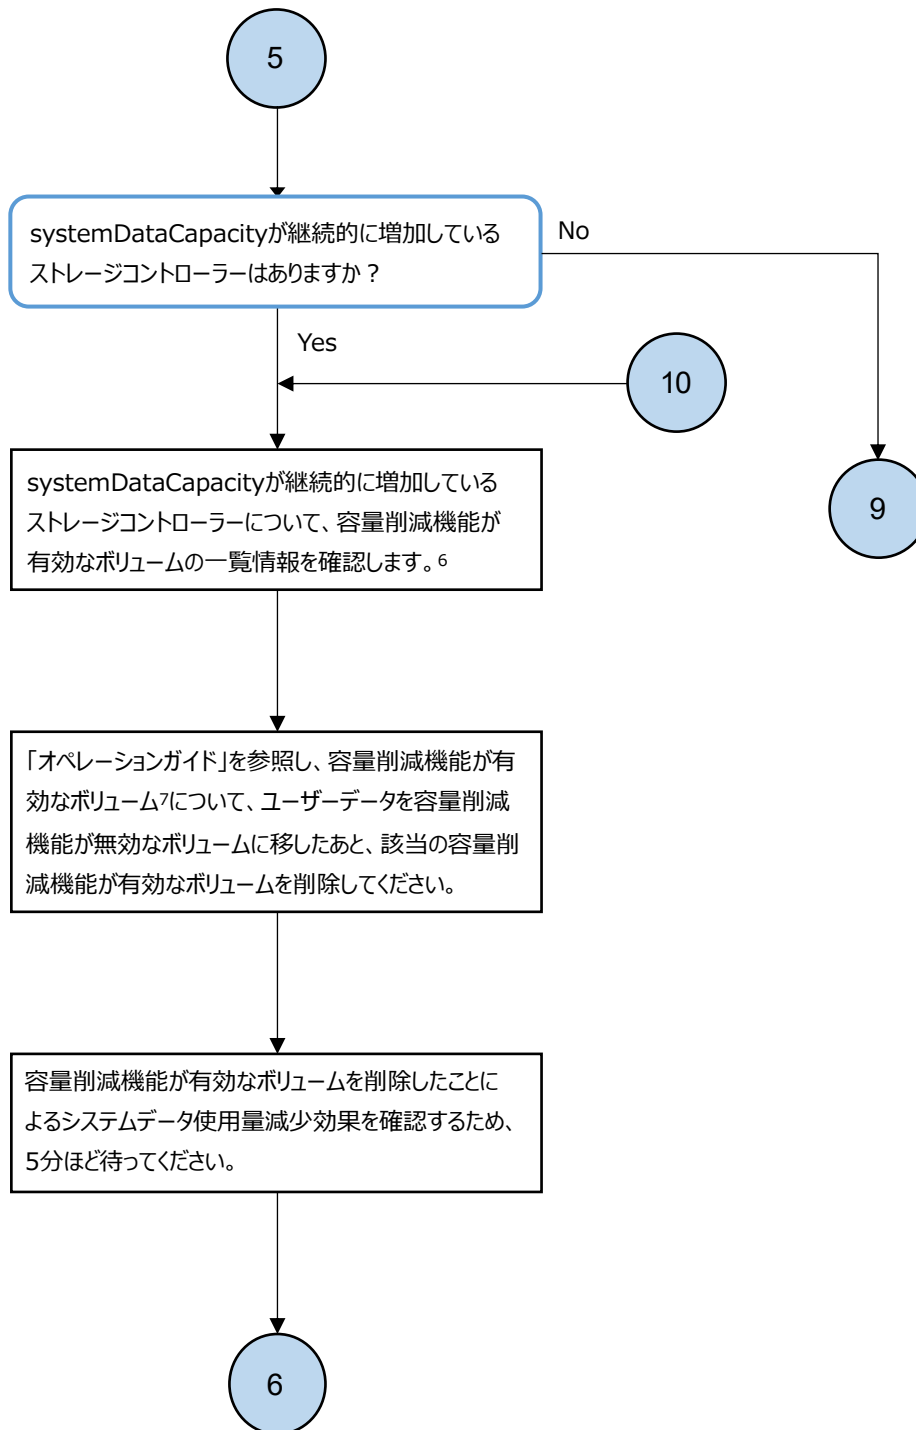 5
systemDataCapacityが継続的に増加している
ストレージコントローラーはありますか？
No
Yes
10
systemDataCapacityが継続的に増加している
ストレージコントローラーについて、容量削減機能が
有効なボリュームの一覧情報を確認します。6
9
「オペレーションガイド」を参照し、容量削減機能が有
効なボリューム7について、ユーザーデータを容量削減
機能が無効なボリュームに移したあと、該当の容量削
減機能が有効なボリュームを削除してください。
容量削減機能が有効なボリュームを削除したことに
よるシステムデータ使用量減少効果を確認するため、
5分ほど待ってください。
6